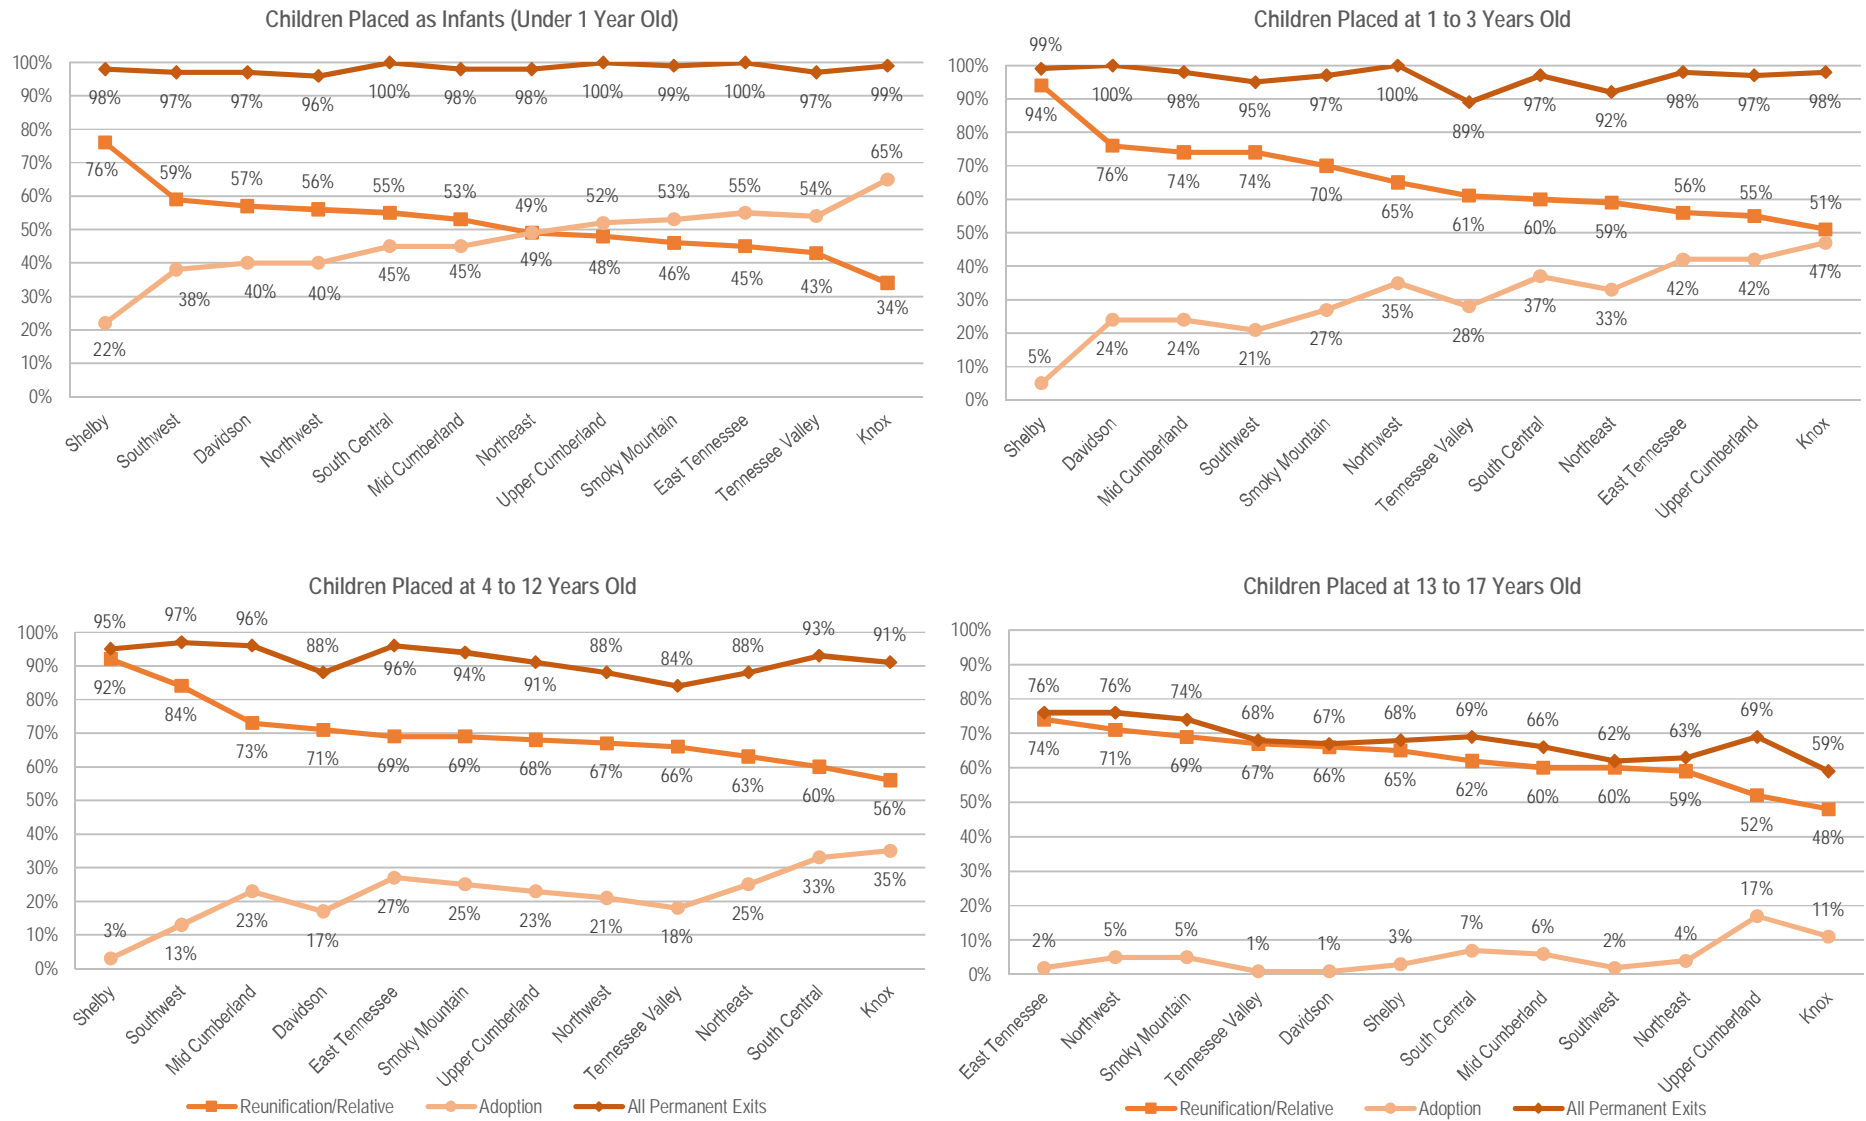 Children Placed as Infants (Under 1 Year Old)
100%
90%
80%
70%
60%
50%
40%
30%
20%
10%
0%
98% 97% 97% 96% 100% 98% 98% 100% 99% 100% 97% 99%
76% 59% 57% 56% 55% 53% 49% 48% 46% 45% 43% 34%
22% 38% 40% 40% 45% 45% 49% 52% 53% 55% 54% 65%
Shelby
Southwest
Davidson
Northwest
South Central
Mid Cumberland
Northeast
Upper Cumberland
Smoky Mountain
East Tennessee
Tennessee Valley
Knox
Children Placed at 1 to 3 Years Old
100%
90%
80%
70%
60%
50%
40%
30%
20%
10%
0%
99% 100% 98% 95% 97% 100% 89% 97% 92% 98% 97% 98%
94% 76% 74% 74% 70% 65% 61% 60% 59% 56% 55% 51%
5% 24% 24% 21% 27% 35% 28% 37% 33% 42% 42% 47%
Shelby
Davidson
Mid Cumberland
Southwest
Smoky Mountain
Northwest
Tennessee Valley
South Central
Northeast
East Tennessee
Upper Cumberland
Knox
Children Placed at 4 to 12 Years Old
100%
90%
80%
70%
60%
50%
40%
30%
20%
10%
0%
95% 97% 96% 88% 96% 94% 91% 88% 84% 88% 93% 91%
92% 84% 73% 71% 69% 69% 68% 67% 66% 63% 60% 56%
3% 13% 23% 17% 27% 25% 23% 21% 18% 25% 33% 35%
Shelby
Southwest
Mid Cumberland
Davidson
East Tennessee
Smoky Mountain
Upper Cumberland
Northwest
Tennessee Valley
Northeast
South Central
Knox
Reunification/Relative Adoption All Permanent Exits
Children Placed at 13 to 17 Years Old
100%
90%
80%
70%
60%
50%
40%
30%
20%
10%
0%
76% 76% 74% 68% 67% 68% 69% 66% 62% 63% 69% 59%
74% 71% 69% 67% 66% 65% 62% 60% 60% 59% 52% 48%
2% 5% 5% 1% 1% 3% 7% 6% 2% 4% 17% 11%
East Tennessee
Northwest
Smoky Mountain
Tennessee Valley
Davidson
Shelby
South Central
Mid Cumberland
Southwest
Northeast
Upper Cumberland
Knox
Reunification/Relative Adoption All Permanent Exits